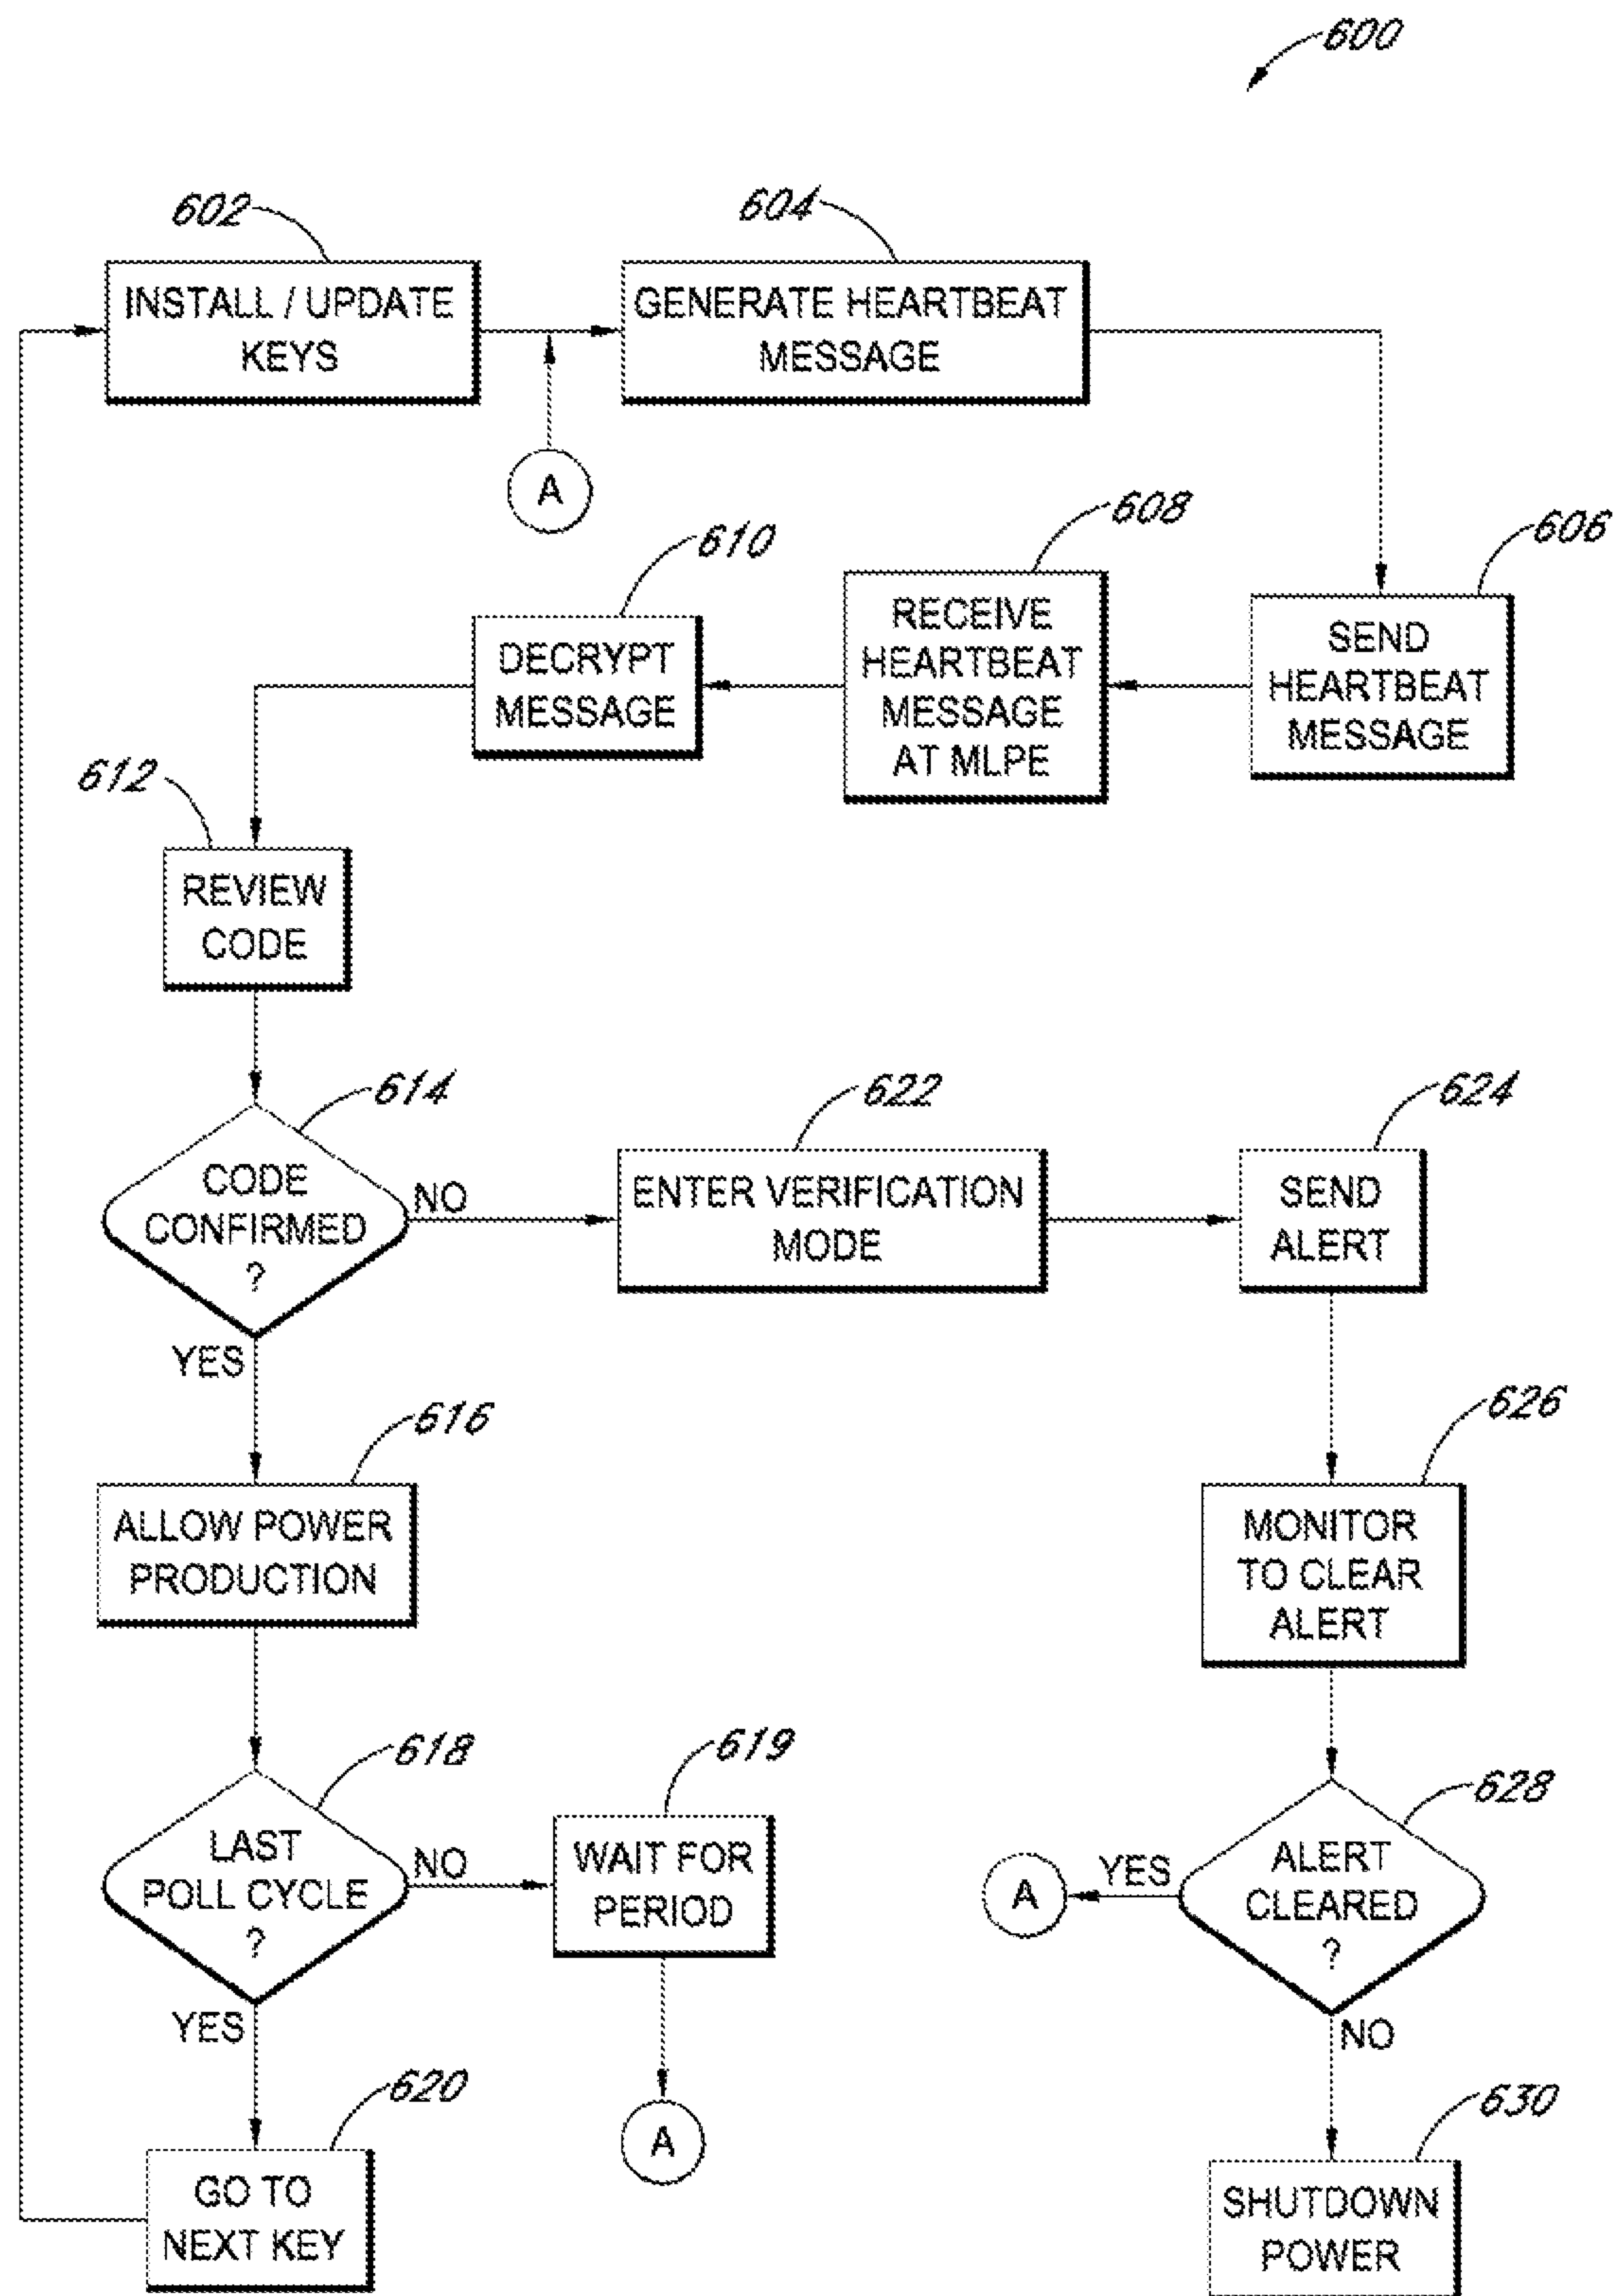 600
602
604
INSTALL / UPDATE
KEYS
GENERATE HEARTBEAT
MESSAGE
A
606
608
610
SEND
HEARTBEAT
MESSAGE
RECEIVE
HEARTBEAT
MESSAGE
AT MLPE
DECRYPT
MESSAGE
612
REVIEW
CODE
614
CODE
CONFIRMED
?
NO
YES
622
ENTER VERIFICATION
MODE
624
SEND
ALERT
616
ALLOW POWER
PRODUCTION
626
MONITOR
TO CLEAR
ALERT
618
LAST
POLL CYCLE
?
NO
YES
619
WAIT FOR
PERIOD
A
628
ALERT
CLEARED
?
YES
A
NO
620
GO TO
NEXT KEY
630
SHUTDOWN
POWER